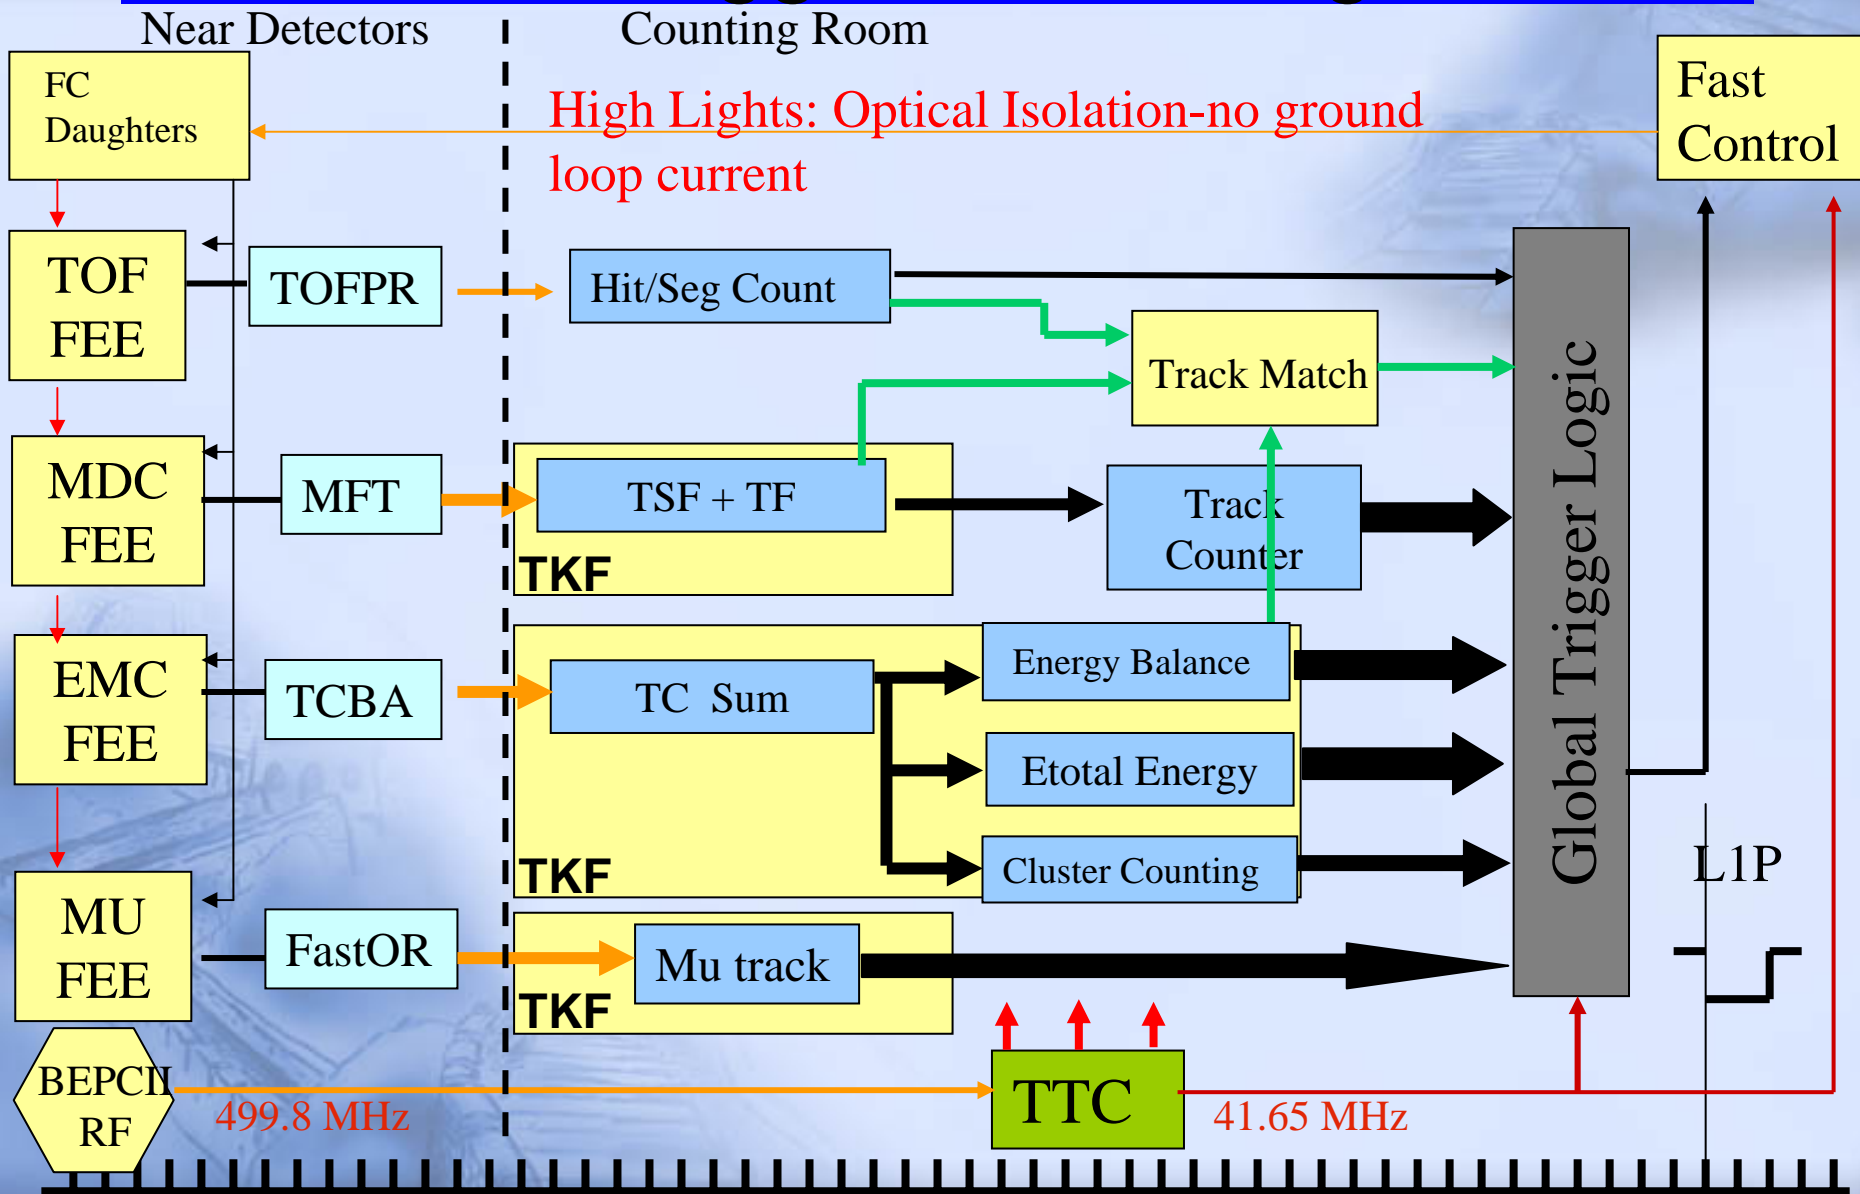 Near Detectors
Counting Room
FC
Daughters
High Lights: Optical Isolation-no ground
loop current
Fast
Control
TOF
FEE
TOFPR
Hit/Seg Count
Track Match
MDC
FEE
MFT
TSF + TF
TKF
Track
Counter
EMC
FEE
TCBA
TC Sum
Energy Balance
Etotal Energy
Cluster Counting
TKF
Global Trigger Logic
L1P
MU
FEE
FastOR
Mu track
TKF
BEPCII
RF
499.8 MHz
TTC
41.65 MHz